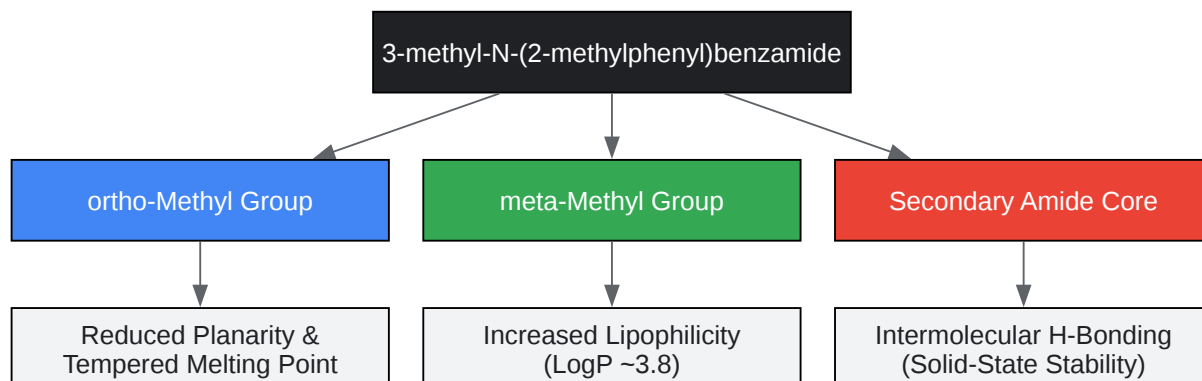 3-methyl-N-(2-methylphenyl)benzamide
ortho-Methyl Group
meta-Methyl Group
Secondary Amide Core
Reduced Planarity &
Tempered Melting Point
Increased Lipophilicity
(LogP ~3.8)
Intermolecular H-Bonding
(Solid-State Stability)